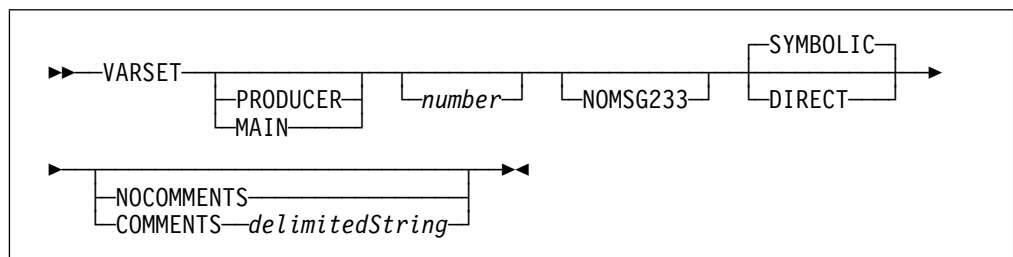 SYMBOLIC
VARSET
PRODUCER number NOMSG233 DIRECT
MAIN
NOCOMMENTS
COMMENTS delimitedString